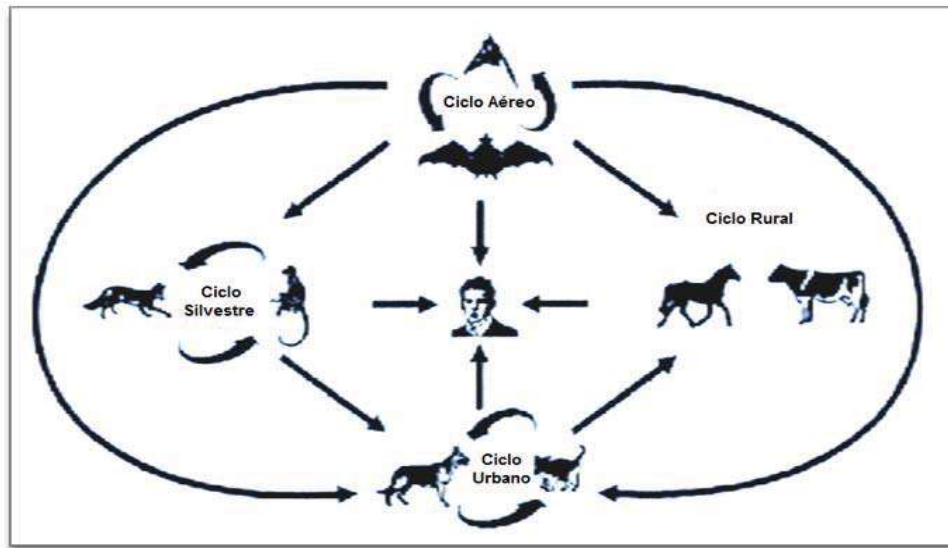 Ciclo Aéreo
Ciclo Rural
Ciclo
Silvestre
Ciclo
Urbano